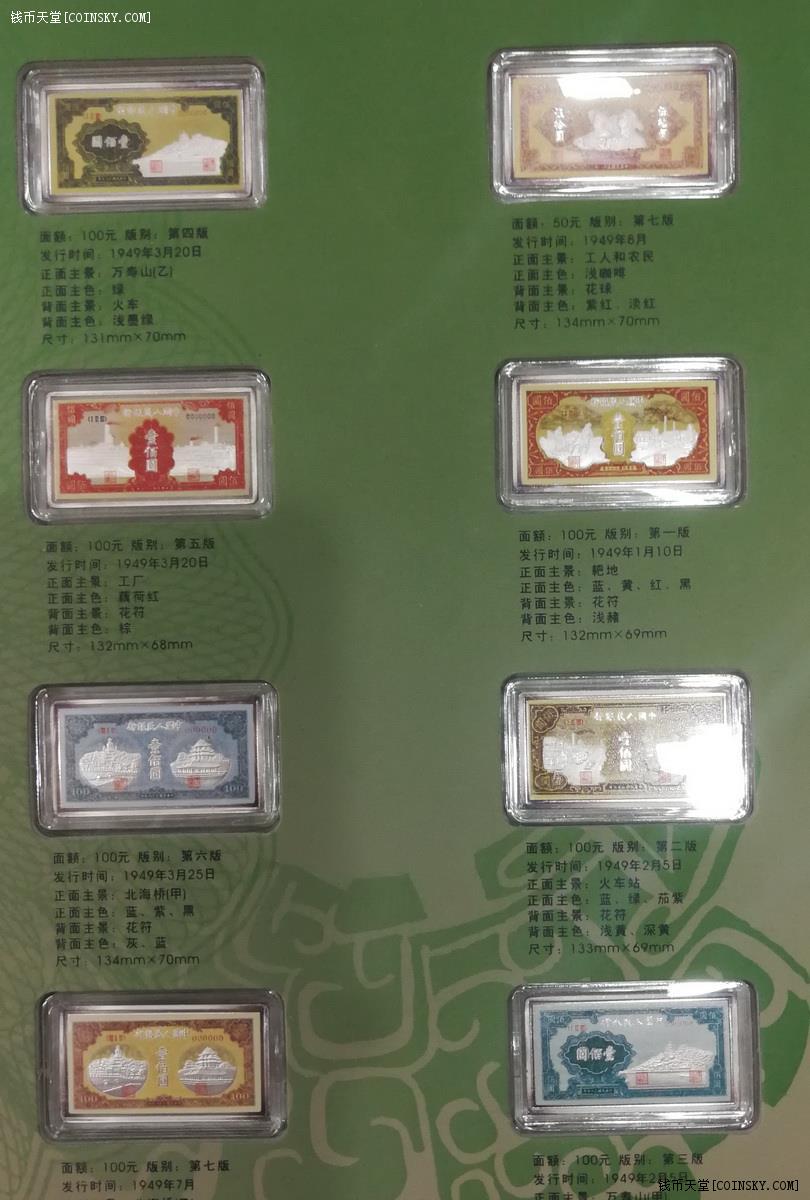 钱币天堂[COINSKY.COM]
面额：100元 版别：第四版
发行时间：1949年3月20日
正面主景：万寿山(乙)
正面主色：绿
背面主景：火车
背面主色：浅墨绿
尺寸：131mm×70mm
面额：50元 版别：第七版
发行时间：1949年8月
正面主景：工人和农民
正面主色：浅咖啡
背面主景：花球
背面主色：紫红、淡红
尺寸：134mm×70mm
面额：100元 版别：第五版
发行时间：1949年3月20日
正面主景：工厂
正面主色：藕荷红
背面主景：花符
背面主色：棕
尺寸：132mm×68mm
面额：100元 版别：第一版
发行时间：1949年1月10日
正面主景：耙地
正面主色：蓝、黄、红、黑
背面主景：花符
背面主色：浅赭
尺寸：132mm×69mm
面额：100元 版别：第六版
发行时间：1949年3月25日
正面主景：北海桥(甲)
正面主色：蓝、紫、黑
背面主景：花符
背面主色：灰、蓝
尺寸：134mm×70mm
面额：100元 版别：第二版
发行时间：1949年2月5日
正面主景：火车站
正面主色：蓝、绿、茄紫
背面主景：花符
背面主色：浅黄、深黄
尺寸：133mm×69mm
面额：100元 版别：第七版
发行时间：1949年7月
面额：100元 版别：第三版
发行时间：1949年2月5日
钱币天堂[COINSKY.COM]